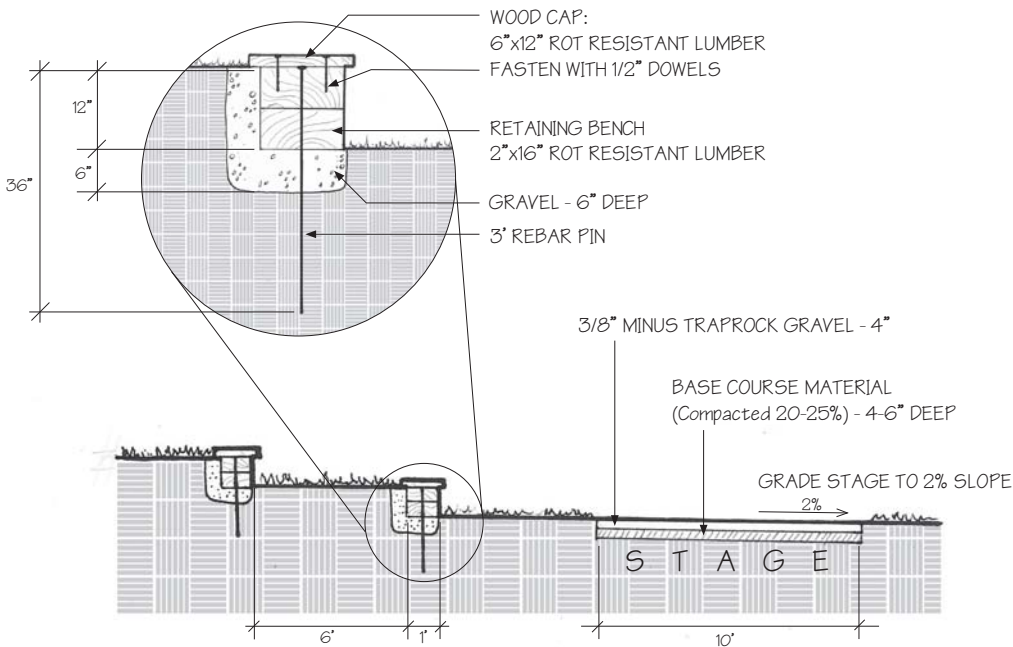 WOOD CAP:
6"x12" ROT RESISTANT LUMBER
FASTEN WITH 1/2" DOWELS
RETAINING BENCH
2"x16" ROT RESISTANT LUMBER
GRAVEL - 6" DEEP
3' REBAR PIN
12"
6"
36"
3/8" MINUS TRAPROCK GRAVEL - 4"
BASE COURSE MATERIAL
(Compacted 20-25%) - 4-6" DEEP
GRADE STAGE TO 2% SLOPE
2%
STAGE
6'
1'
10'